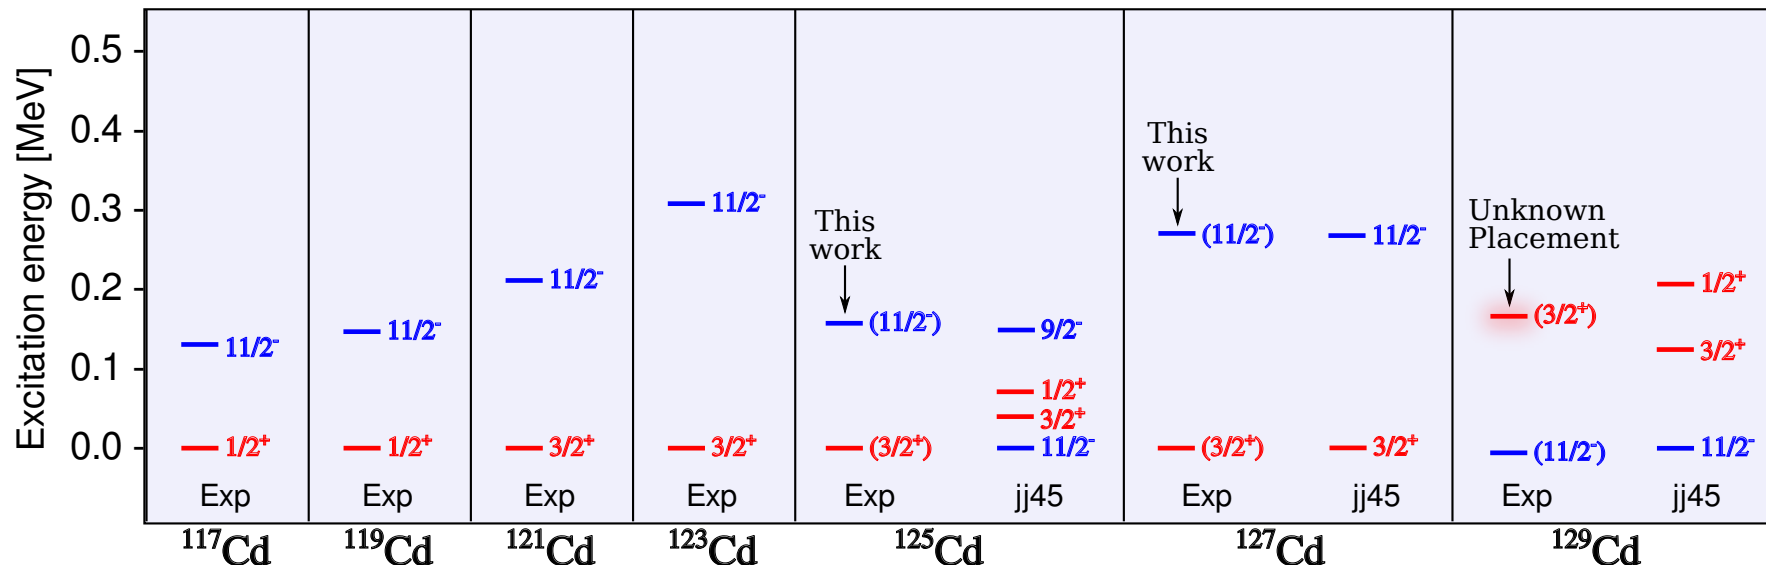 Excitation energy [MeV]
0.5
0.4
0.3
0.2
0.1
0.0
11/2⁻
1/2⁺
Exp
¹¹⁷Cd
11/2⁻
1/2⁺
Exp
¹¹⁹Cd
11/2⁻
3/2⁺
Exp
¹²¹Cd
11/2⁻
3/2⁺
Exp
¹²³Cd
This
work
(11/2⁻)
(3/2⁺)
Exp
9/2⁻
1/2⁺
3/2⁺
11/2⁻
jj45
¹²⁵Cd
This
work
(11/2⁻)
(3/2⁺)
Exp
11/2⁻
3/2⁺
jj45
¹²⁷Cd
Unknown
Placement
(3/2⁺)
(11/2⁻)
Exp
1/2⁺
3/2⁺
11/2⁻
jj45
¹²⁹Cd